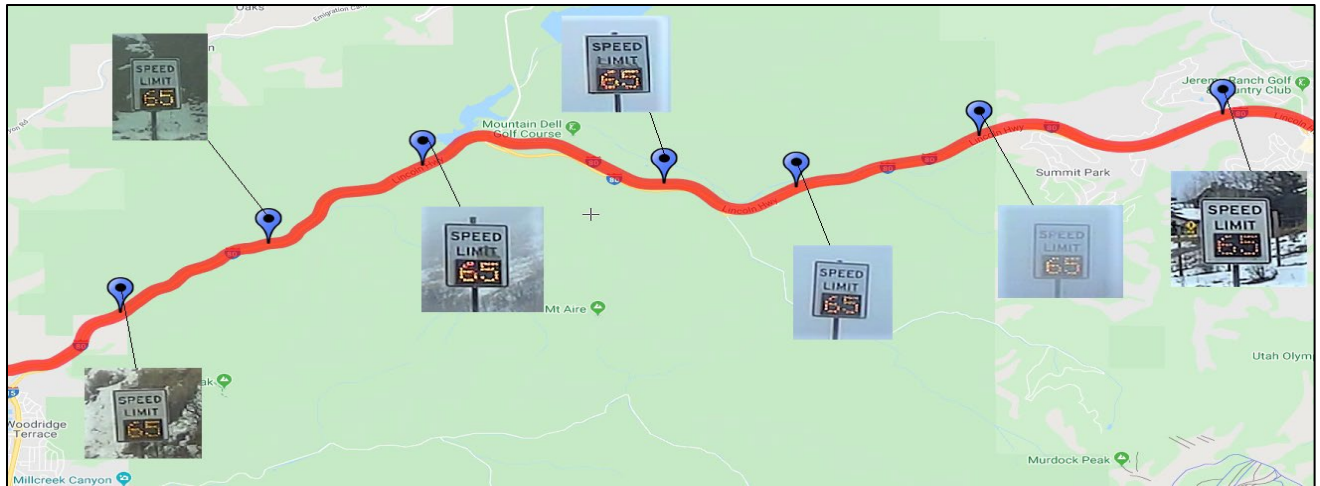 Oaks
Emigration Canyon
SPEED
LIMIT
65
SPEED
LIMIT
65
Mountain Dell
Golf Course
Jeremy Ranch Golf
& Country Club
Lincoln Hwy
80
Lincoln Hwy
80
80
80
80
80
Lincoln Hwy
Summit Park
Lincoln Hwy
SPEED
LIMIT
65
SPEED
LIMIT
65
SPEED
LIMIT
65
SPEED
LIMIT
65
80
Mt Aire
80
Utah Olym
SPEED
LIMIT
65
Woodridge
Terrace
Millcreek Canyon
Murdock Peak